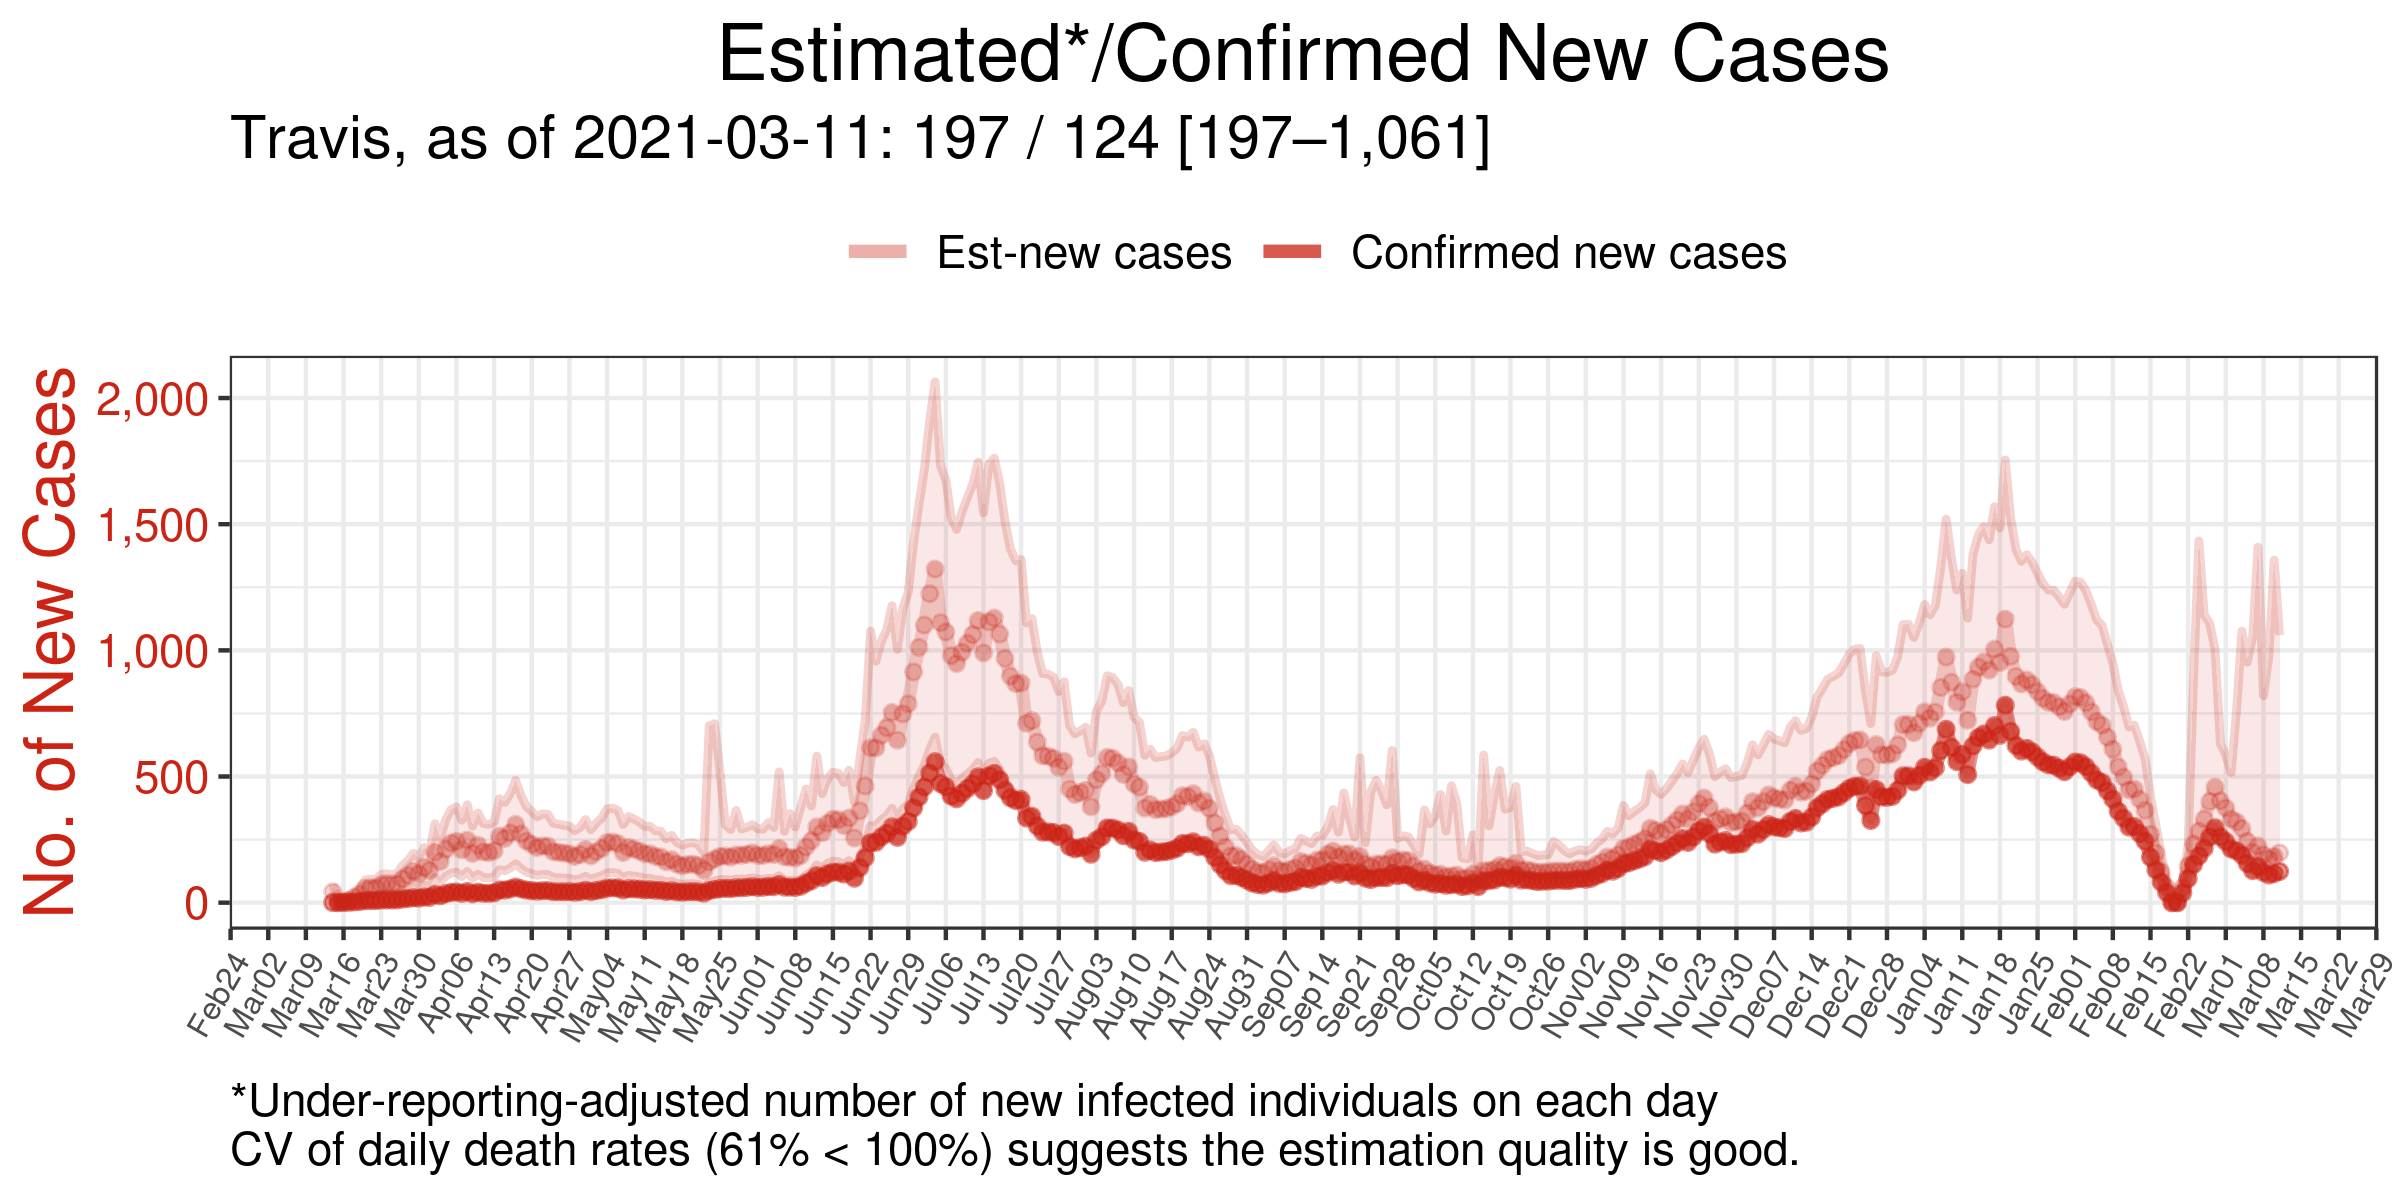 Estimated*/Confirmed New Cases
Travis, as of 2021-03-11: 197 / 124 [197–1,061]
Est-new cases Confirmed new cases
No. of New Cases
2,000
1,500
1,000
500
0
Feb24 Mar02 Mar09 Mar16 Mar23 Mar30 Apr06 Apr13 Apr20 Apr27 May04 May11 May18 May25 Jun01 Jun08 Jun15 Jun22 Jun29 Jul06 Jul13 Jul20 Jul27 Aug03 Aug10 Aug17 Aug24 Aug31 Sep07 Sep14 Sep21 Sep28 Oct05 Oct12 Oct19 Oct26 Nov02 Nov09 Nov16 Nov23 Nov30 Dec07 Dec14 Dec21 Dec28 Jan04 Jan11 Jan18 Jan25 Feb01 Feb08 Feb15 Feb22 Mar01 Mar08 Mar15 Mar22 Mar29
*Under-reporting-adjusted number of new infected individuals on each day
CV of daily death rates (61% < 100%) suggests the estimation quality is good.